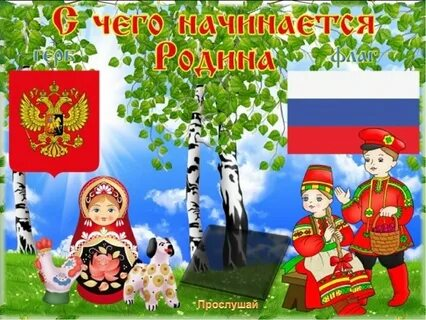 С чего начинается
Родина
герб
флаг
Прослушай